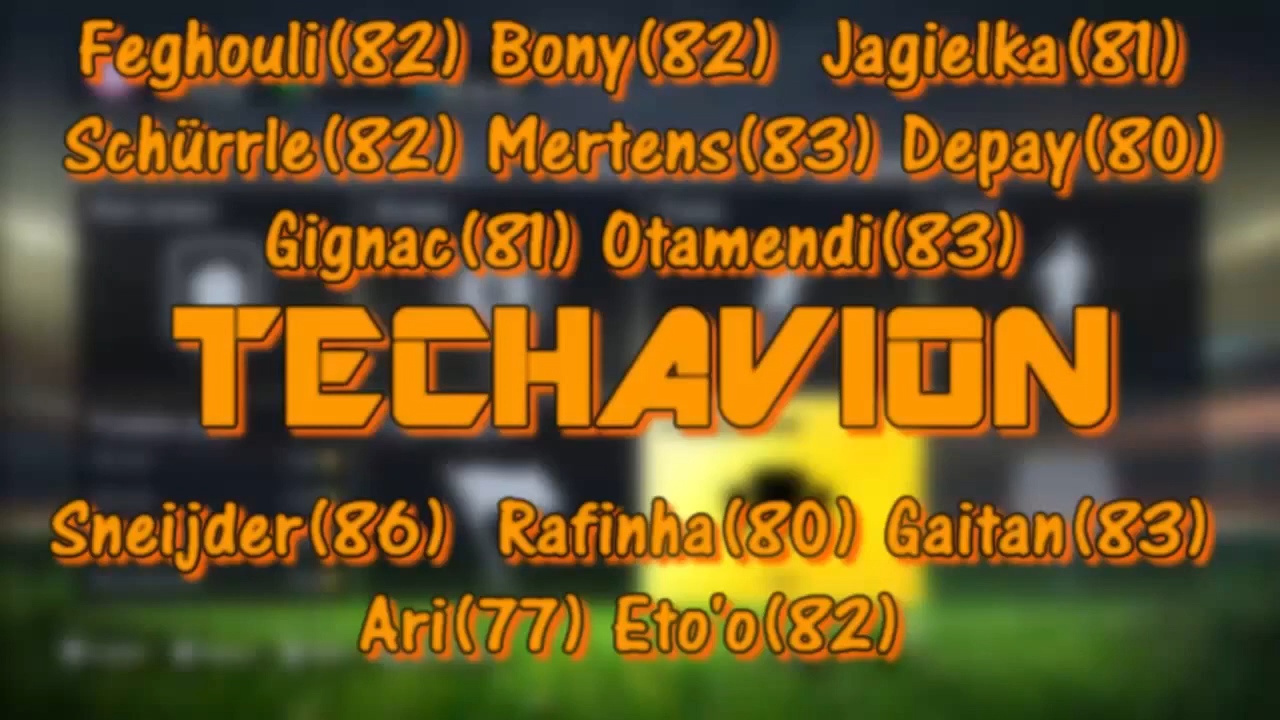 Feghouli(82) Bony(82) Jagielka(81)
Schürrle(82) Mertens(83) Depay(80)
Gignac(81) Otamendi(83)
TECHAVION
Sneijder(86) Rafinha(80) Gaitan(83)
Ari(77) Eto'o(82)